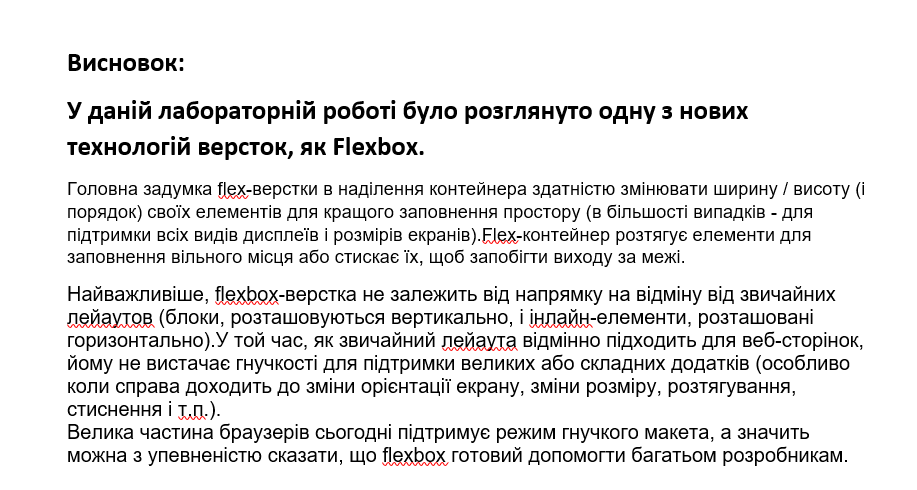 Висновок:
У даній лабораторній роботі було розглянуто одну з нових
технологій версток, як Flexbox.
Головна задумка flex-верстки в наділення контейнера здатністю змінювати ширину / висоту (і
порядок) своїх елементів для кращого заповнення простору (в більшості випадків - для
підтримки всіх видів дисплеїв і розмірів екранів).Flex-контейнер розтягує елементи для
заповнення вільного місця або стискає їх, щоб запобігти виходу за межі.
Найважливіше, flexbox-верстка не залежить від напрямку на відміну від звичайних
лейаутов (блоки, розташовуються вертикально, і інлайн-елементи, розташовані
горизонтально).У той час, як звичайний лейаута відмінно підходить для веб-сторінок,
йому не вистачає гнучкості для підтримки великих або складних додатків (особливо
коли справа доходить до зміни орієнтації екрану, зміни розміру, розтягування,
стиснення і т.п.).
Велика частина браузерів сьогодні підтримує режим гнучкого макета, а значить
можна з упевненістю сказати, що flexbox готовий допомогти багатьом розробникам.